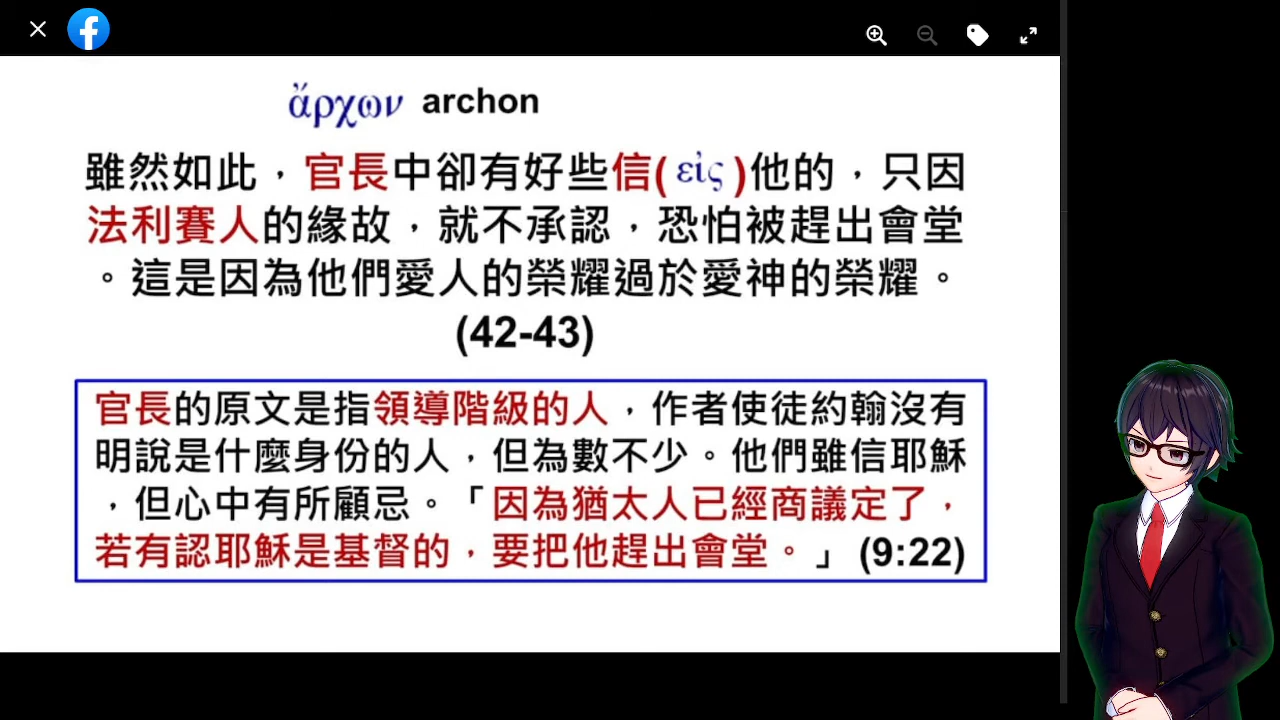 ἄρχων archon
雖然如此，官長中卻有好些信( εἰς )他的，只因
法利賽人的緣故，就不承認，恐怕被趕出會堂
。這是因為他們愛人的榮耀過於愛神的榮耀。
(42-43)
官長的原文是指領導階級的人，作者使徒約翰沒有
明說是什麼身份的人，但為數不少。他們雖信耶穌
，但心中有所顧忌。「因為猶太人已經商議定了，
若有認耶穌是基督的，要把他趕出會堂。」(9:22)